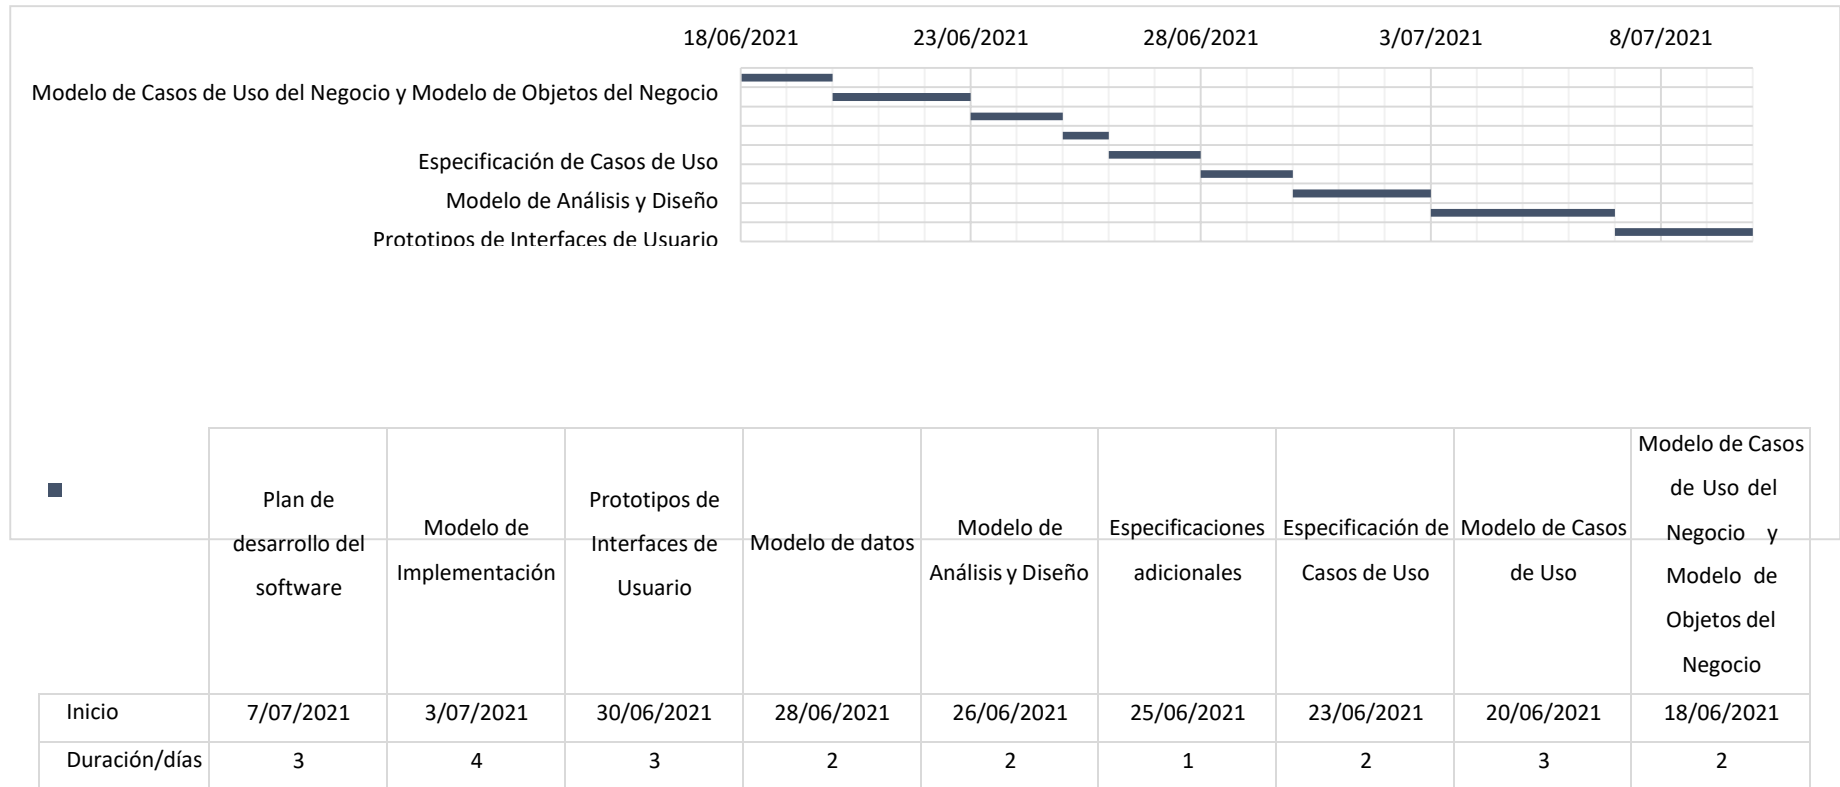 18/06/2021 23/06/2021 28/06/2021 3/07/2021 8/07/2021
Modelo de Casos de Uso del Negocio y Modelo de Objetos del Negocio
Especificación de Casos de Uso
Modelo de Análisis y Diseño
Prototipos de Interfaces de Usuario
Plan de
desarrollo del
software
Modelo de
Implementación
Prototipos de
Interfaces de
Usuario
Modelo de datos
Modelo de
Análisis y Diseño
Especificaciones
adicionales
Especificación de
Casos de Uso
Modelo de Casos
de Uso
Modelo de Casos
de Uso del
Negocio y
Modelo de
Objetos del
Negocio
Inicio 7/07/2021 3/07/2021 30/06/2021 28/06/2021 26/06/2021 25/06/2021 23/06/2021 20/06/2021 18/06/2021
Duración/días 3 4 3 2 2 1 2 3 2